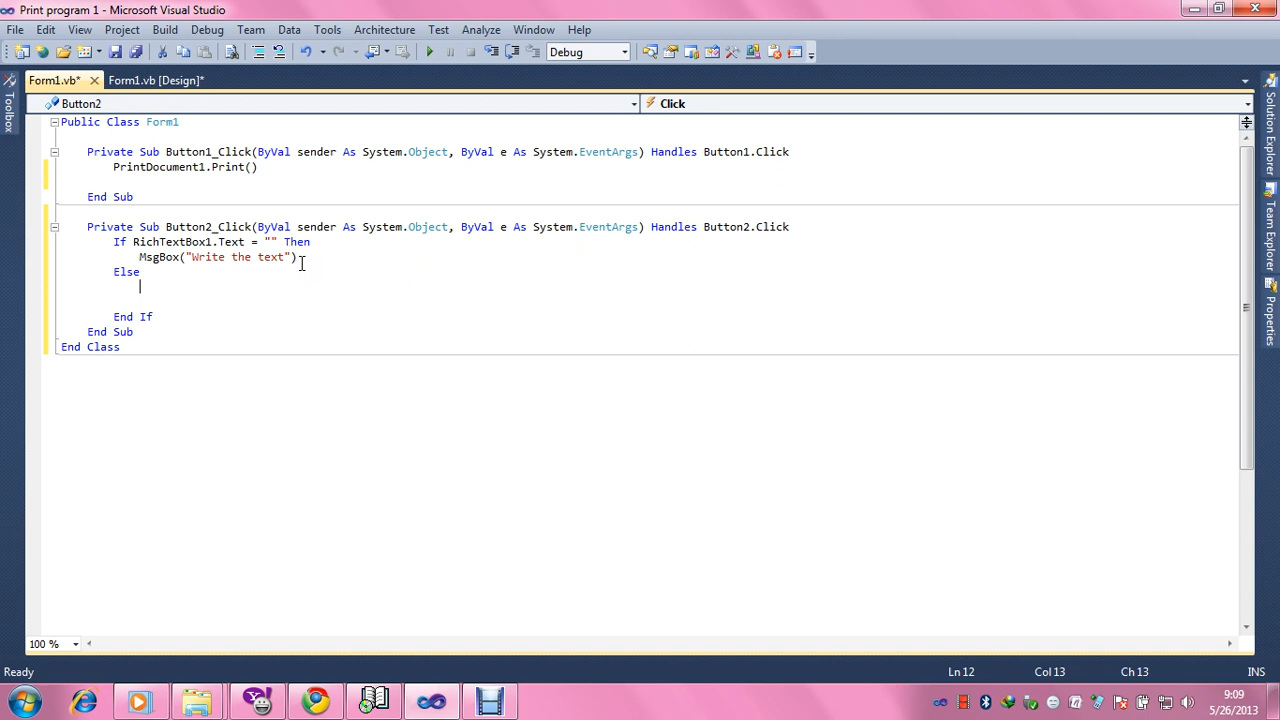 Print program 1 - Microsoft Visual Studio
File Edit View Project Build Debug Team Data Tools Architecture Test Analyze Window Help
Debug
Form1.vb* Form1.vb [Design]*
Toolbox
Button2 Click
Public Class Form1
Private Sub Button1_Click(ByVal sender As System.Object, ByVal e As System.EventArgs) Handles Button1.Click
PrintDocument1.Print()
End Sub
Private Sub Button2_Click(ByVal sender As System.Object, ByVal e As System.EventArgs) Handles Button2.Click
If RichTextBox1.Text = "" Then
MsgBox("Write the text")
Else
End If
End Sub
End Class
Solution Explorer
Team Explorer
Properties
100 %
Ready Ln 12 Col 13 Ch 13 INS
9:09
5/26/2013